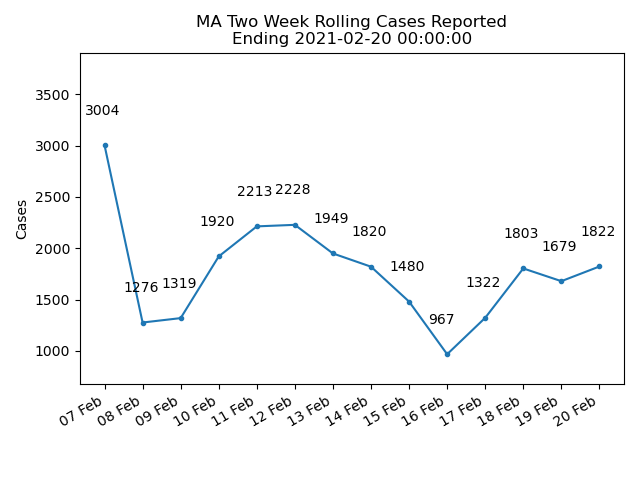 MA Two Week Rolling Cases Reported
Ending 2021-02-20 00:00:00
Cases
3500
3000
2500
2000
1500
1000
3004
1276
1319
1920
2213
2228
1949
1820
1480
967
1322
1803
1679
1822
07 Feb
08 Feb
09 Feb
10 Feb
11 Feb
12 Feb
13 Feb
14 Feb
15 Feb
16 Feb
17 Feb
18 Feb
19 Feb
20 Feb